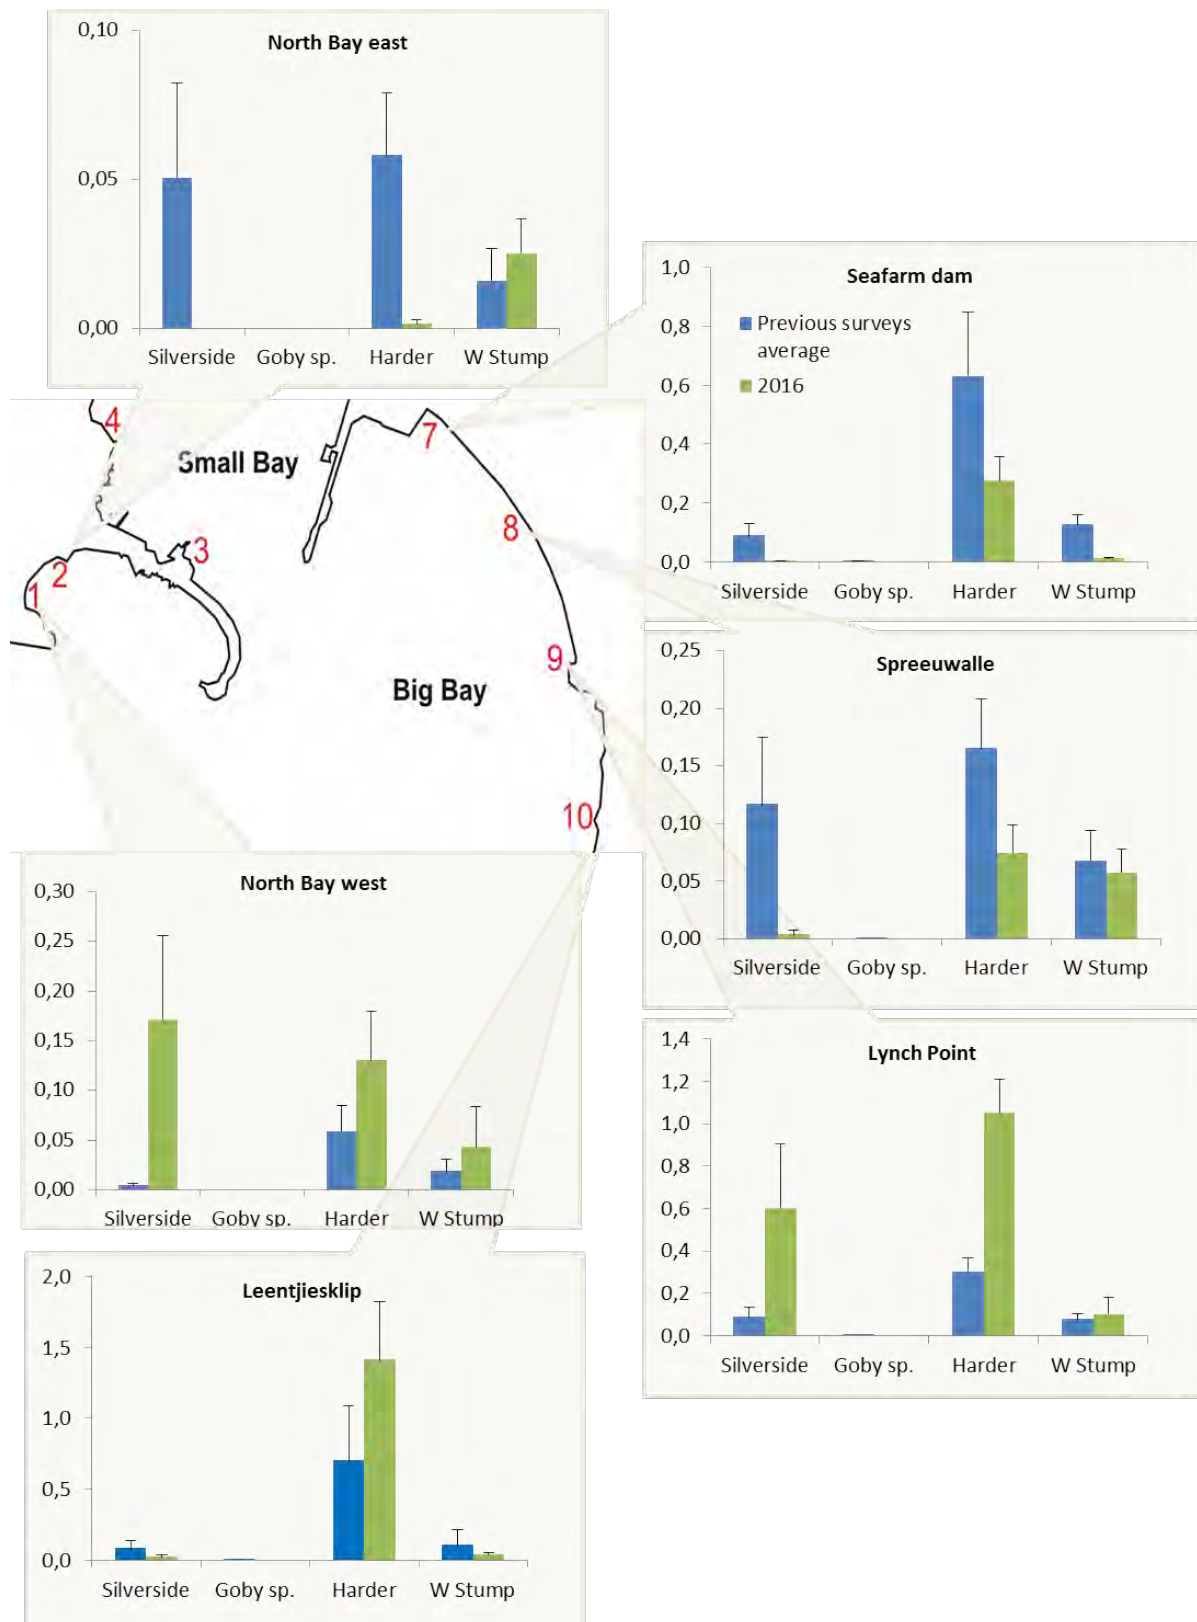 North Bay east
0,10
0,05
0,00
Silverside Goby sp. Harder W Stump
Seafarm dam
1,0
0,8
0,6
0,4
0,2
0,0
Previous surveys
average
2016
Silverside Goby sp. Harder W Stump
4
Small Bay
7
8
3
2
1
9
Big Bay
10
Spreeuwalle
0,25
0,20
0,15
0,10
0,05
0,00
Silverside Goby sp. Harder W Stump
North Bay west
0,30
0,25
0,20
0,15
0,10
0,05
0,00
Silverside Goby sp. Harder W Stump
Lynch Point
1,4
1,2
1,0
0,8
0,6
0,4
0,2
0,0
Silverside Goby sp. Harder W Stump
Leentjiesklip
2,0
1,5
1,0
0,5
0,0
Silverside Goby sp. Harder W Stump